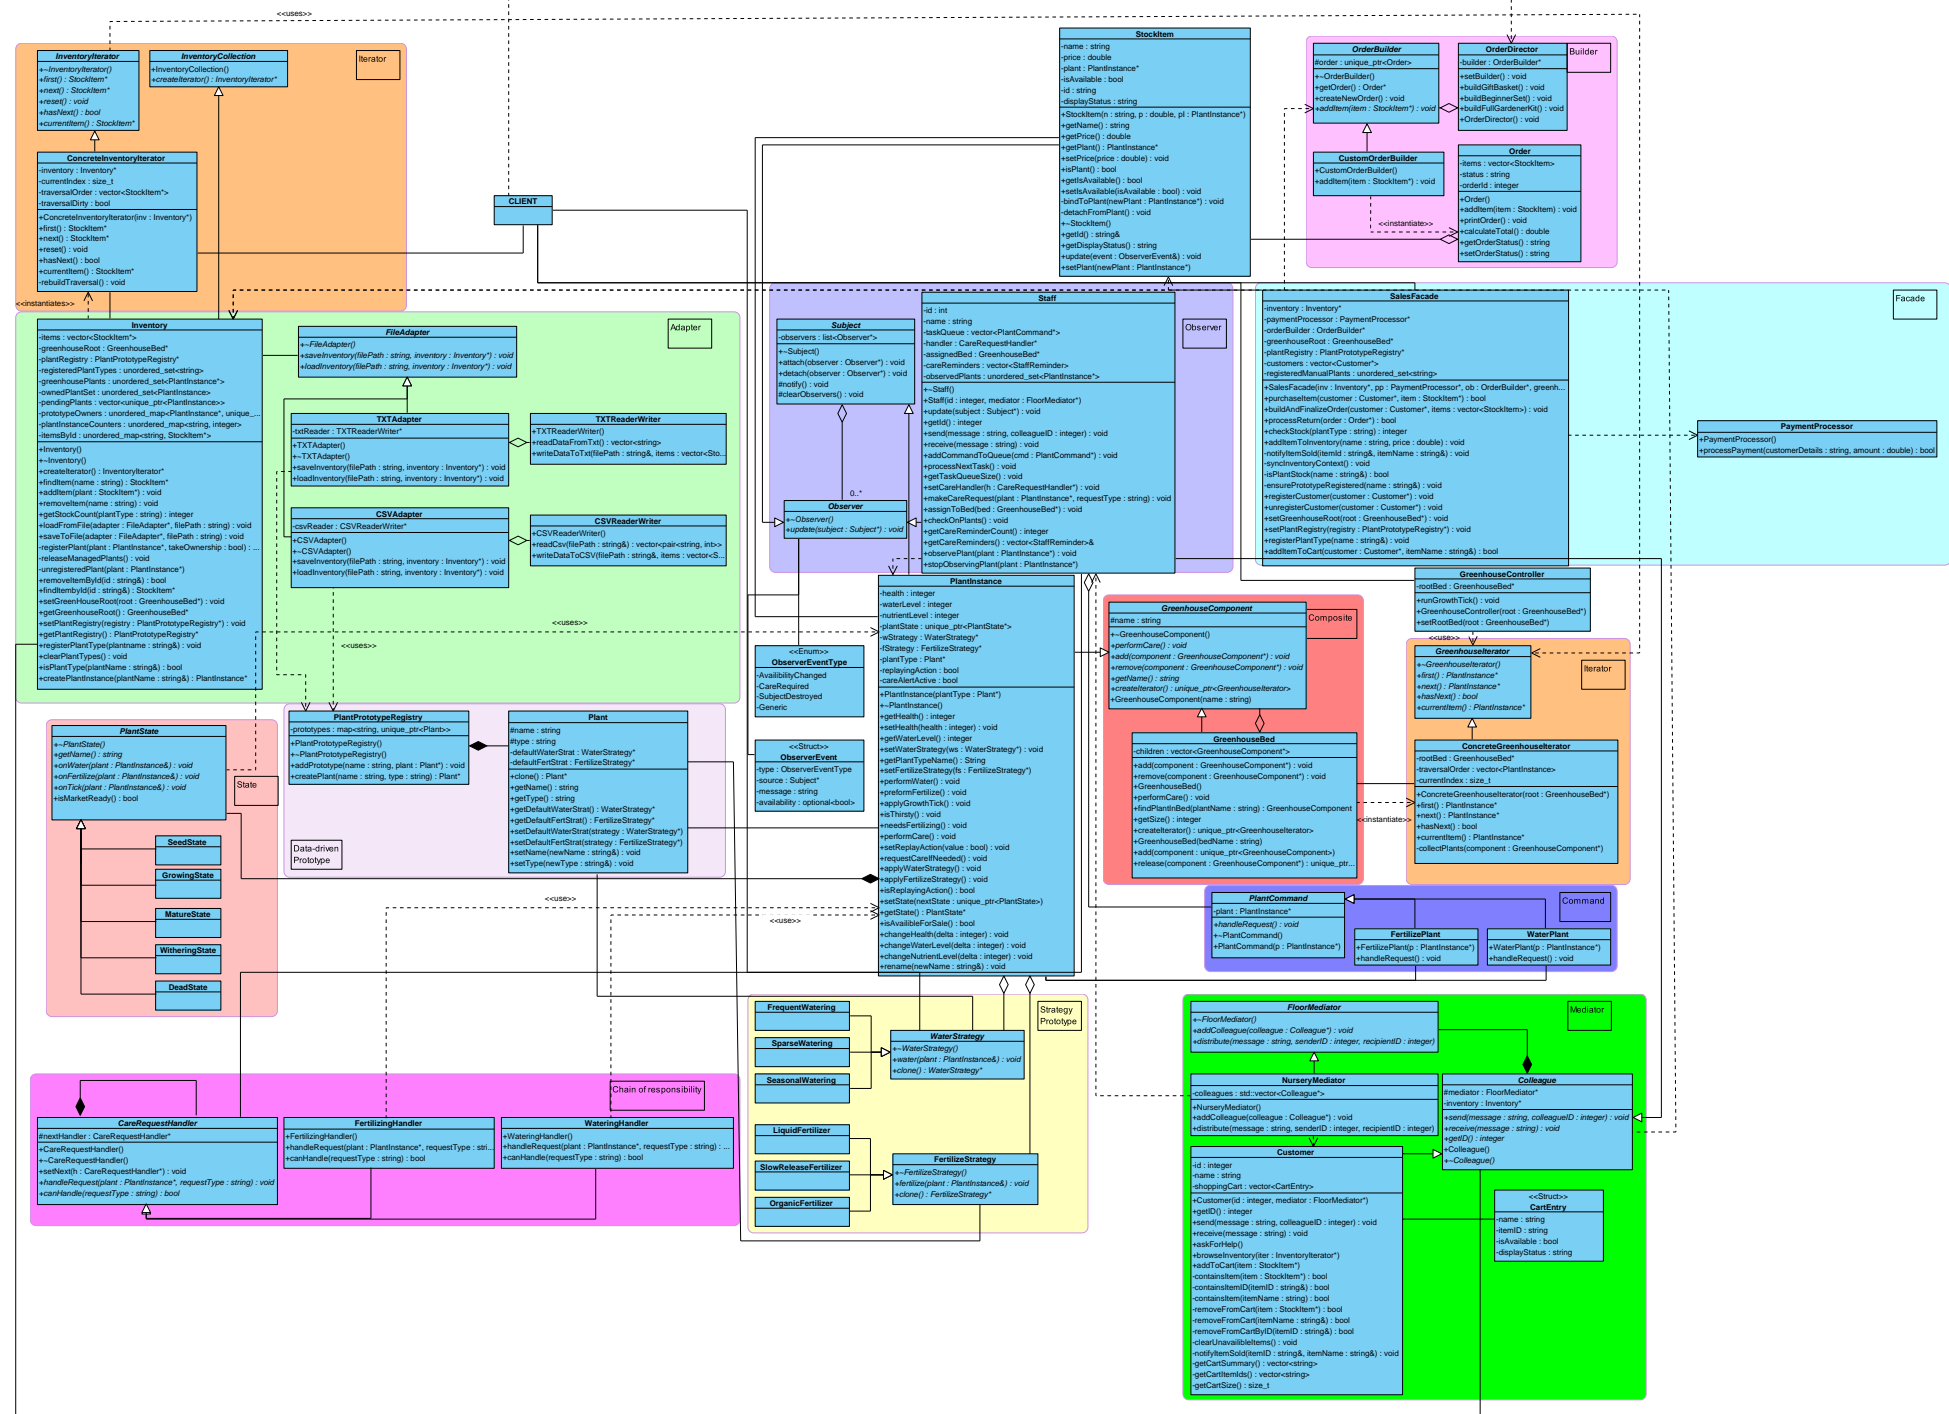 <<uses>>
Iterator
InventoryIterator
+~InventoryIterator()
+first() : StockItem*
+next() : StockItem*
+reset() : void
+hasNext() : bool
+currentItem() : StockItem*
InventoryCollection
+InventoryCollection()
+createIterator() : InventoryIterator*
ConcreteInventoryIterator
-inventory : Inventory*
-currentIndex : size_t
-traversalOrder : vector<StockItem*>
-traversalDirty : bool
+ConcreteInventoryIterator(inv : Inventory*)
+first() : StockItem*
+next() : StockItem*
+reset() : void
+hasNext() : bool
+currentItem() : StockItem*
-rebuildTraversal() : void
<<instantiates>>
CLIENT
StockItem
-name : string
-price : double
-plant : PlantInstance*
-isAvailable : bool
-id : string
-displayStatus : string
+StockItem(n : string, p : double, pl : PlantInstance*)
+getName() : string
+getPrice() : double
+getPlant() : PlantInstance*
+setPrice(price : double) : void
+isPlant() : bool
+getIsAvailable() : bool
+setIsAvailable(isAvailable : bool) : void
-bindToPlant(newPlant : PlantInstance*) : void
-detachFromPlant() : void
+~StockItem()
+getId() : string&
+getDisplayStatus() : string
+update(event : ObserverEvent&) : void
+setPlant(newPlant : PlantInstance*)
Builder
OrderBuilder
#order : unique_ptr<Order>
+~OrderBuilder()
+getOrder() : Order*
+createNewOrder() : void
+addItem(item : StockItem*) : void
OrderDirector
-builder : OrderBuilder*
+setBuilder() : void
+buildGiftBasket() : void
+buildBeginnerSet() : void
+buildFullGardenerKit() : void
+OrderDirector() : void
CustomOrderBuilder
+CustomOrderBuilder()
+addItem(item : StockItem*) : void
<<instantiate>>
Order
-items : vector<StockItem>
-status : string
-orderId : integer
+Order()
+addItem(item : StockItem) : void
+printOrder() : void
+calculateTotal() : double
+getOrderStatus() : string
+setOrderStatus() : string
Adapter
Inventory
-items : vector<StockItem*>
-greenhouseRoot : GreenhouseBed*
-plantRegistry : PlantPrototypeRegistry*
-registeredPlantTypes : unordered_set<string>
-greenhousePlants : unordered_set<PlantInstance*>
-ownedPlantSet : unordered_set<PlantInstance>
-pendingPlants : vector<unique_ptr<PlantInstance>>
-prototypeOwners : unordered_map<PlantInstance*, unique_...
-plantInstanceCounters : unordered_map<string, integer>
-itemsById : unordered_map<string, StockItem*>
+Inventory()
+~Inventory()
+createIterator() : InventoryIterator*
+findItem(name : string) : StockItem*
+addItem(plant : StockItem*) : void
+removeItem(name : string) : void
+getStockCount(plantType : string) : integer
+loadFromFile(adapter : FileAdapter*, filePath : string) : void
+saveToFile(adapter : FileAdapter*, filePath : string) : void
-registerPlant(plant : PlantInstance*, takeOwnership : bool) : ...
-releaseManagedPlants() : void
-unregisteredPlant(plant : PlantInstance*)
+removeItemById(id : string&) : bool
+findItembyId(id : string&) : StockItem*
+setGreenHouseRoot(root : GreenhouseBed*) : void
+getGreenhouseRoot() : GreenhouseBed*
+setPlantRegistry(registry : PlantPrototypeRegistry*) : void
+getPlantRegistry() : PlantPrototypeRegistry*
+registerPlantType(plantname : string&) : void
+clearPlantTypes() : void
+isPlantType(plantName : string&) : bool
+createPlantInstance(plantName : string&) : PlantInstance*
FileAdapter
+~FileAdapter()
+saveInventory(filePath : string, inventory : Inventory*) : void
+loadInventory(filePath : string, inventory : Inventory*) : void
TXTAdapter
-txtReader : TXTReaderWriter*
+TXTAdapter()
+~TXTAdapter()
+saveInventory(filePath : string, inventory : Inventory*) : void
+loadInventory(filePath : string, inventory : Inventory*) : void
TXTReaderWriter
+TXTReaderWriter()
+readDataFromTxt() : vector<string>
+writeDataToTxt(filePath : string&, items : vector<Sto...
CSVAdapter
-csvReader : CSVReaderWriter*
+CSVAdapter()
+~CSVAdapter()
+saveInventory(filePath : string, inventory : Inventory*) : void
+loadInventory(filePath : string, inventory : Inventory*) : void
CSVReaderWriter
+CSVReaderWriter()
+readCsv(filePath : string&) : vector<pair<string, int>>
+writeDataToCSV(filePath : string&, items : vector<S...
<<uses>>
<<uses>>
Observer
Subject
-observers : list<Observer*>
+~Subject()
+attach(observer : Observer*) : void
+detach(observer : Observer*) : void
#notify() : void
#clearObservers() : void
0..*
Observer
+~Observer()
+update(subject : Subject*) : void
Staff
-id : int
-name : string
-taskQueue : vector<PlantCommand*>
-handler : CareRequestHandler*
-assignedBed : GreenhouseBed*
-careReminders : vector<StaffReminder>
-observedPlants : unordered_set<PlantInstance*>
+~Staff()
+Staff(id : integer, mediator : FloorMediator*)
+update(subject : Subject*) : void
+getId() : integer
+send(message : string, colleagueID : integer) : void
+receive(message : string) : void
+addCommandToQueue(cmd : PlantCommand*) : void
+processNextTask() : void
+getTaskQueueSize() : void
+setCareHandler(h : CareRequestHandler*) : void
+makeCareRequest(plant : PlantInstance*, requestType : string) : void
+assignToBed(bed : GreenhouseBed*) : void
+checkOnPlants() : void
+getCareReminderCount() : integer
+getCareReminders() : vector<StaffReminder>&
+observePlant(plant : PlantInstance*) : void
+stopObservingPlant(plant : PlantInstance*)
Facade
SalesFacade
-inventory : Inventory*
-paymentProcessor : PaymentProcessor*
-orderBuilder : OrderBuilder*
-greenhouseRoot : GreenhouseBed*
-plantRegistry : PlantPrototypeRegistry*
-customers : vector<Customer*>
-registeredManualPlants : unordered_set<string>
+SalesFacade(inv : Inventory*, pp : PaymentProcessor*, ob : OrderBuilder*, greenh...
+purchaseItem(customer : Customer*, item : StockItem*) : bool
+buildAndFinalizeOrder(customer : Customer*, items : vector<StockItem>) : void
+processReturn(order : Order*) : bool
+checkStock(plantType : string) : integer
+addItemToInventory(name : string, price : double) : void
-notifyItemSold(itemId : string&, itemName : string&) : void
-syncInventoryContext() : void
-isPlantStock(name : string&) : bool
-ensurePrototypeRegistered(name : string&) : void
+registerCustomer(customer : Customer*) : void
+unregisterCustomer(customer : Customer*) : void
+setGreenhouseRoot(root : GreenhouseBed*) : void
+setPlantRegistry(registry : PlantPrototypeRegistry*) : void
+registerPlantType(name : string&) : void
+addItemToCart(customer : Customer*, itemName : string&) : bool
PaymentProcessor
+PaymentProcessor()
+processPayment(customerDetails : string, amount : double) : bool
GreenhouseController
-rootBed : GreenhouseBed*
+runGrowthTick() : void
+GreenhouseController(root : GreenhouseBed*)
+setRootBed(root : GreenhouseBed*)
<<use>>
PlantInstance
-health : integer
-waterLevel : integer
-nutrientLevel : integer
-plantState : unique_ptr<PlantState*>
-wStrategy : WaterStrategy*
-fStrategy : FertilizeStrategy*
-plantType : Plant*
-replayingAction : bool
-careAlertActive : bool
+PlantInstance(plantType : Plant*)
+~PlantInstance()
+getHealth() : integer
+setHealth(health : integer) : void
+getWaterLevel() : integer
+setWaterStrategy(ws : WaterStrategy*) : void
+getPlantTypeName() : String
+setFertilizeStrategy(fs : FertilizeStrategy*)
+performWater() : void
+preformFertilize() : void
+applyGrowthTick() : void
+isThirsty() : void
+needsFertilizing() : void
+performCare() : void
+setReplayAction(value : bool) : void
+requestCareIfNeeded() : void
+applyWaterStrategy() : void
+applyFertilizeStrategy() : void
+isReplayingAction() : bool
+setState(nextState : unique_ptr<PlantState>)
+getState() : PlantState*
+isAvailibleForSale() : bool
+changeHealth(delta : integer) : void
+changeWaterLevel(delta : integer) : void
+changeNutrientLevel(delta : integer) : void
+rename(newName : string&) : void
<<Enum>>
ObserverEventType
-AvailibilityChanged
-CareRequired
-SubjectDestroyed
-Generic
<<Struct>>
ObserverEvent
-type : ObserverEventType
-source : Subject*
-message : string
-availability : optional<bool>
Composite
GreenhouseComponent
#name : string
+~GreenhouseComponent()
+performCare() : void
+add(component : GreenhouseComponent*) : void
+remove(component : GreenhouseComponent*) : void
+getName() : string
+createIterator() : unique_ptr<GreenhouseIterator>
+GreenhouseComponent(name : string)
GreenhouseBed
-children : vector<GreenhouseComponent*>
+add(component : GreenhouseComponent*) : void
+remove(component : GreenhouseComponent*) : void
+GreenhouseBed()
+performCare() : void
+findPlantInBed(plantName : string) : GreenhouseComponent
+getSize() : integer
+createIterator() : unique_ptr<GreenhouseIterator>
+GreenhouseBed(bedName : string)
+add(component : unique_ptr<GreenhouseComponent>)
+release(component : GreenhouseComponent*) : unique_ptr...
<<instantiate>>
Iterator
GreenhouseIterator
+~GreenhouseIterator()
+first() : PlantInstance*
+next() : PlantInstance*
+hasNext() : bool
+currentItem() : PlantInstance*
ConcreteGreenhouseIterator
-rootBed : GreenhouseBed*
-traversalOrder : vector<PlantInstance>
-currentIndex : size_t
+ConcreteGreenhouseIterator(root : GreenhouseBed*)
+first() : PlantInstance*
+next() : PlantInstance*
+hasNext() : bool
+currentItem() : PlantInstance*
-collectPlants(component : GreenhouseComponent*)
State
PlantState
+~PlantState()
+getName() : string
+onWater(plant : PlantInstance&) : void
+onFertilize(plant : PlantInstance&) : void
+onTick(plant : PlantInstance&) : void
+isMarketReady() : bool
SeedState
GrowingState
MatureState
WitheringState
DeadState
Data-driven
Prototype
PlantPrototypeRegistry
-prototypes : map<string, unique_ptr<Plant>>
+PlantPrototypeRegistry()
+~PlantPrototypeRegistry()
+addPrototype(name : string, plant : Plant*) : void
+createPlant(name : string, type : string) : Plant*
Plant
#name : string
#type : string
-defaultWaterStrat : WaterStrategy*
-defaultFertStrat : FertilizeStrategy*
+clone() : Plant*
+getName() : string
+getType() : string
+getDefaultWaterStrat() : WaterStrategy*
+getDefaultFertStrat() : FertilizeStrategy*
+setDefaultWaterStrat(strategy : WaterStrategy*)
+setDefaultFertStrat(strategy : FertilizeStrategy*)
+setName(newName : string&) : void
+setType(newType : string&) : void
<<use>>
<<use>>
Command
PlantCommand
-plant : PlantInstance*
+handleRequest() : void
+~PlantCommand()
+PlantCommand(p : PlantInstance*)
FertilizePlant
+FertilizePlant(p : PlantInstance*)
+handleRequest() : void
WaterPlant
+WaterPlant(p : PlantInstance*)
+handleRequest() : void
Strategy
Prototype
FrequentWatering
SparseWatering
SeasonalWatering
WaterStrategy
+~WaterStrategy()
+water(plant : PlantInstance&) : void
+clone() : WaterStrategy*
LiquidFertilizer
SlowReleaseFertilizer
OrganicFertilizer
FertilizeStrategy
+~FertilizeStrategy()
+fertilize(plant : PlantInstance&) : void
+clone() : FertilizeStrategy*
Chain of responsibility
CareRequestHandler
#nextHandler : CareRequestHandler*
+CareRequestHandler()
+~CareRequestHandler()
+setNext(h : CareRequestHandler*) : void
+handleRequest(plant : PlantInstance*, requestType : string) : void
+canHandle(requestType : string) : bool
FertilizingHandler
+FertilizingHandler()
+handleRequest(plant : PlantInstance*, requestType : stri...
+canHandle(requestType : string) : bool
WateringHandler
+WateringHandler()
+handleRequest(plant : PlantInstance*, requestType : string) : ...
+canHandle(requestType : string) : bool
Mediator
FloorMediator
+~FloorMediator()
+addColleague(colleague : Colleague*) : void
+distribute(message : string, senderID : integer, recipientID : integer)
NurseryMediator
-colleagues : std::vector<Colleague*>
+NurseryMediator()
+addColleague(colleague : Colleague*) : void
+distribute(message : string, senderID : integer, recipientID : integer)
Colleague
#mediator : FloorMediator*
-inventory : Inventory*
+send(message : string, colleagueID : integer) : void
+receive(message : string) : void
+getID() : integer
+Colleague()
+~Colleague()
Customer
-id : integer
-name : string
-shoppingCart : vector<CartEntry>
+Customer(id : integer, mediator : FloorMediator*)
+getID() : integer
+send(message : string, colleagueID : integer) : void
+receive(message : string) : void
+askForHelp()
+browseInventory(iter : InventoryIterator*)
+addToCart(item : StockItem*)
-containsItem(item : StockItem*) : bool
-containsItemID(itemID : string&) : bool
-containsItem(itemName : string) : bool
-removeFromCart(item : StockItem*) : bool
-removeFromCart(itemName : string&) : bool
-removeFromCartByID(itemID : string&) : bool
-clearUnavailibleItems() : void
-notifyItemSold(itemID : string&, itemName : string&) : void
-getCartSummary() : vector<string>
-getCartItemIds() : vector<string>
-getCartSize() : size_t
<<Struct>>
CartEntry
-name : string
-itemID : string
-isAvailable : bool
-displayStatus : string